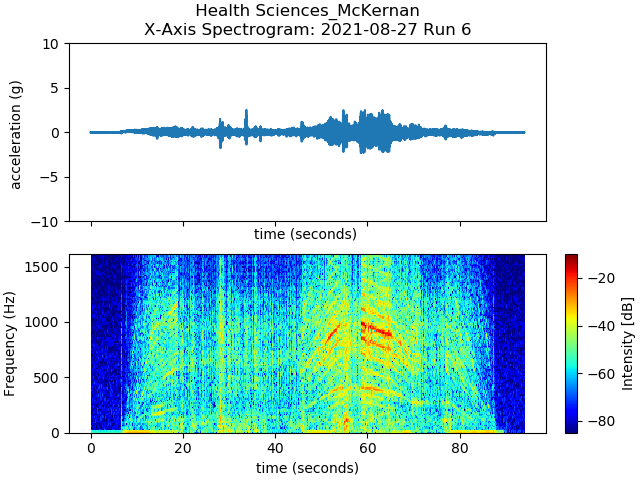 Health Sciences_McKernan
X-Axis Spectrogram: 2021-08-27 Run 6
10
5
0
−5
−10
acceleration (g)
time (seconds)
1500
1000
500
0
Frequency (Hz)
0 20 40 60 80
time (seconds)
−20
−40
−60
−80
Intensity [dB]